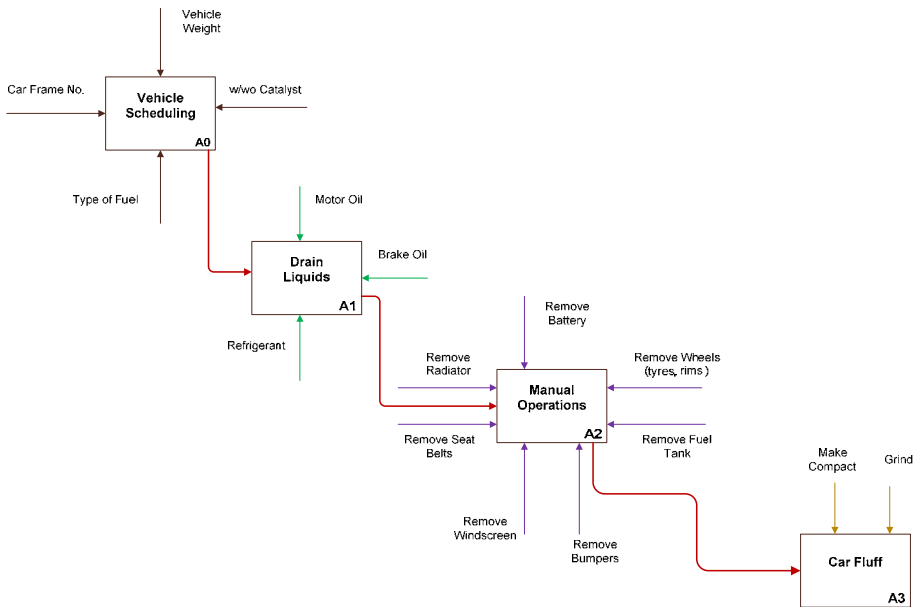 Vehicle
Weight
Car Frame No.
w/wo Catalyst
Vehicle
Scheduling
A0
Type of Fuel
Motor Oil
Brake Oil
Drain
Liquids
A1
Refrigerant
Remove
Battery
Remove
Radiator
Remove Wheels
(tyres, rims )
Manual
Operations
A2
Remove Seat
Belts
Remove Fuel
Tank
Remove
Windscreen
Remove
Bumpers
Make
Compact
Grind
Car Fluff
A3